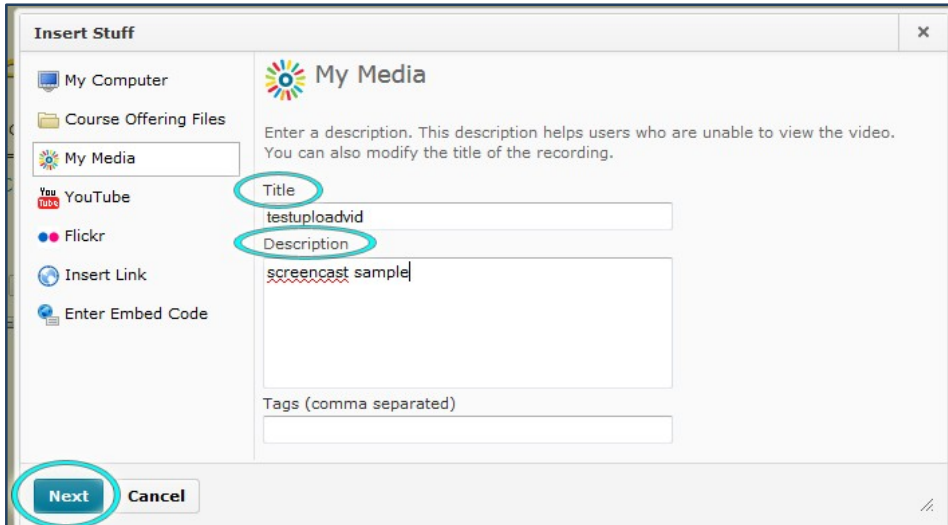 Insert Stuff
×
My Computer
Course Offering Files
My Media
You Tube YouTube
Flickr
Insert Link
Enter Embed Code
My Media
Enter a description. This description helps users who are unable to view the video.
You can also modify the title of the recording.
Title
testuploadvid
Description
screencast sample
Tags (comma separated)
Next
Cancel